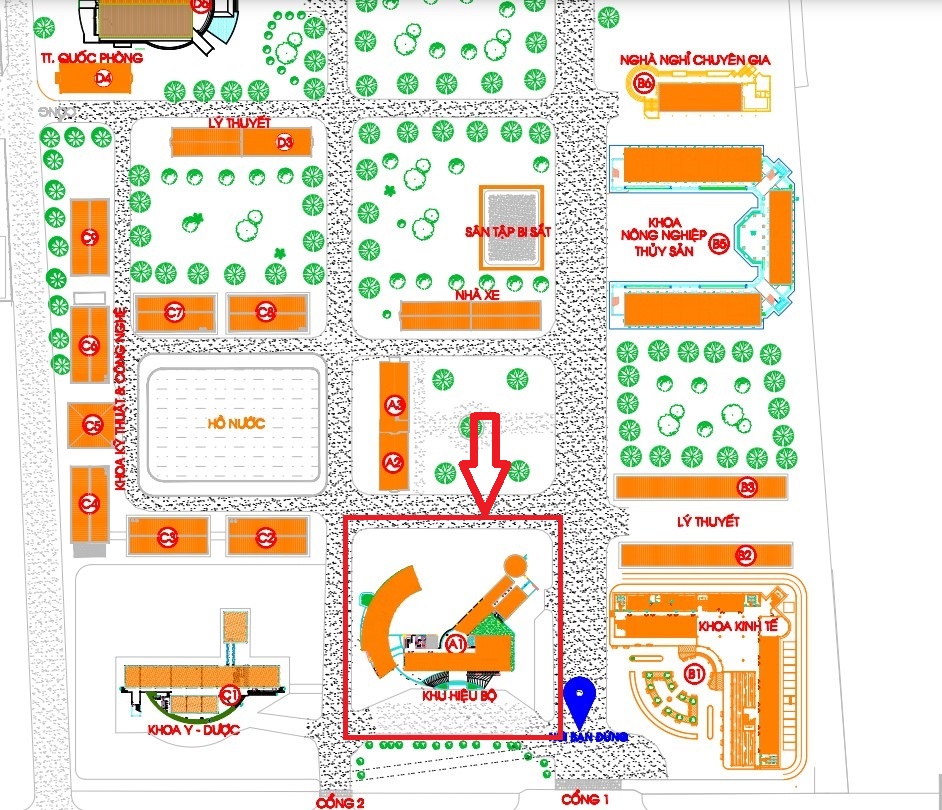 D5
TT. QUỐC PHÒNG
D4
CỔNG
NGHÀ NGHỈ CHUYÊN GIA
B6
LÝ THUYẾT
D3
C9
SÂN TẬP BI SẮT
KHOA
NÔNG NGHIỆP
THỦY SẢN
B5
C7
C8
NHÀ XE
C6
KHOA KỸ THUẬT & CÔNG NGHỆ
C5
HỒ NƯỚC
A3
A2
C4
B3
LÝ THUYẾT
C3
C2
B2
KHOA KINH TẾ
A1
KHU HIỆU BỘ
B1
C1
KHOA Y - DƯỢC
BẠN ĐỨNG
CỔNG 2
CỔNG 1